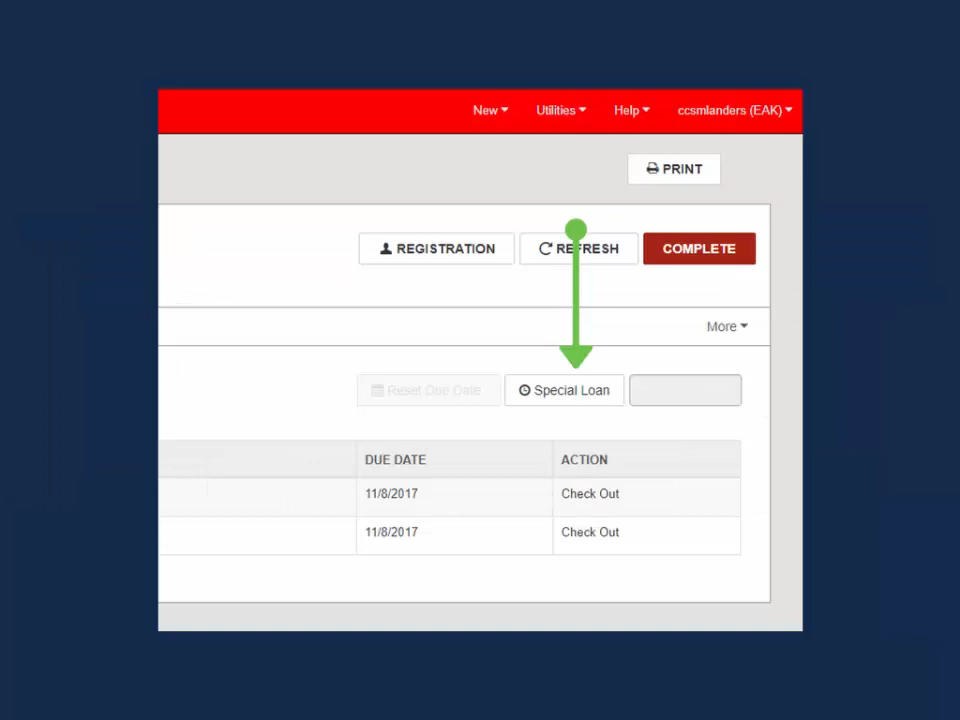 New Utilities Help ccsmlanders (EAK)
PRINT
REGISTRATION REFRESH COMPLETE
More
Reset Due Date Special Loan
DUE DATE ACTION
11/8/2017 Check Out
11/8/2017 Check Out